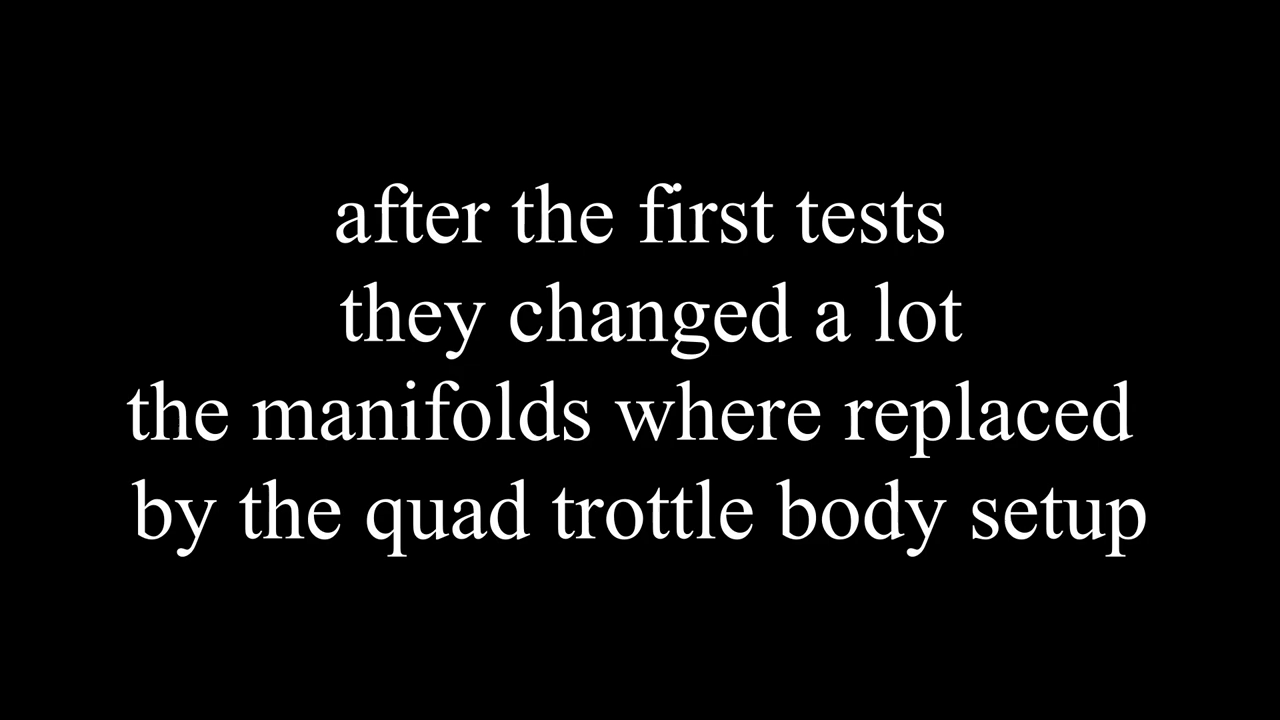 after the first tests
they changed a lot
the manifolds where replaced
by the quad trottle body setup